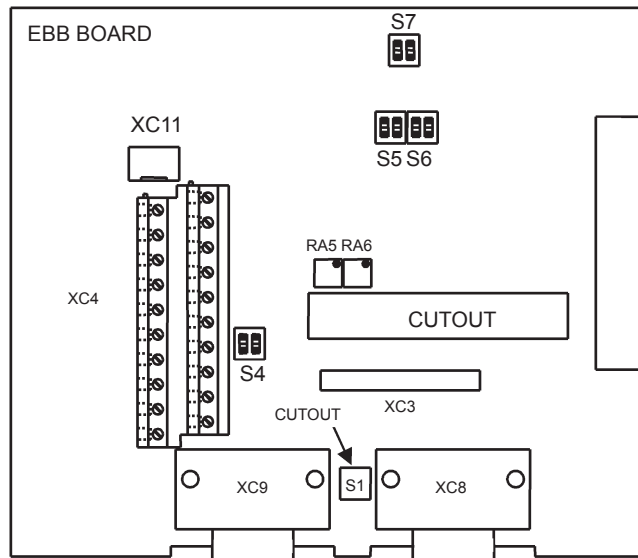 EBB BOARD
S7
XC11
S5 S6
RA5 RA6
XC4
CUTOUT
S4
XC3
CUTOUT
XC9
S1
XC8